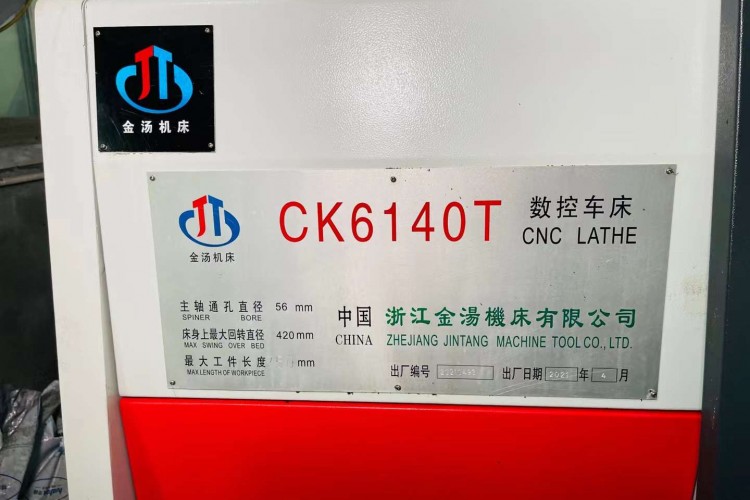 金汤机床
金汤机床
CK6140T
数控车床
CNC LATHE
主轴通孔直径 56 mm
SPINER BORE
床身上最大回转直径 420mm
MAX SWING OVER BED
最大工件长度 mm
MAX LENGTH OF WORKPIECE
中国 浙江金湯機床有限公司
CHINA ZHEJIANG JINTANG MACHINE TOOL CO., LTD.
出厂编号 出厂日期 年 4 月